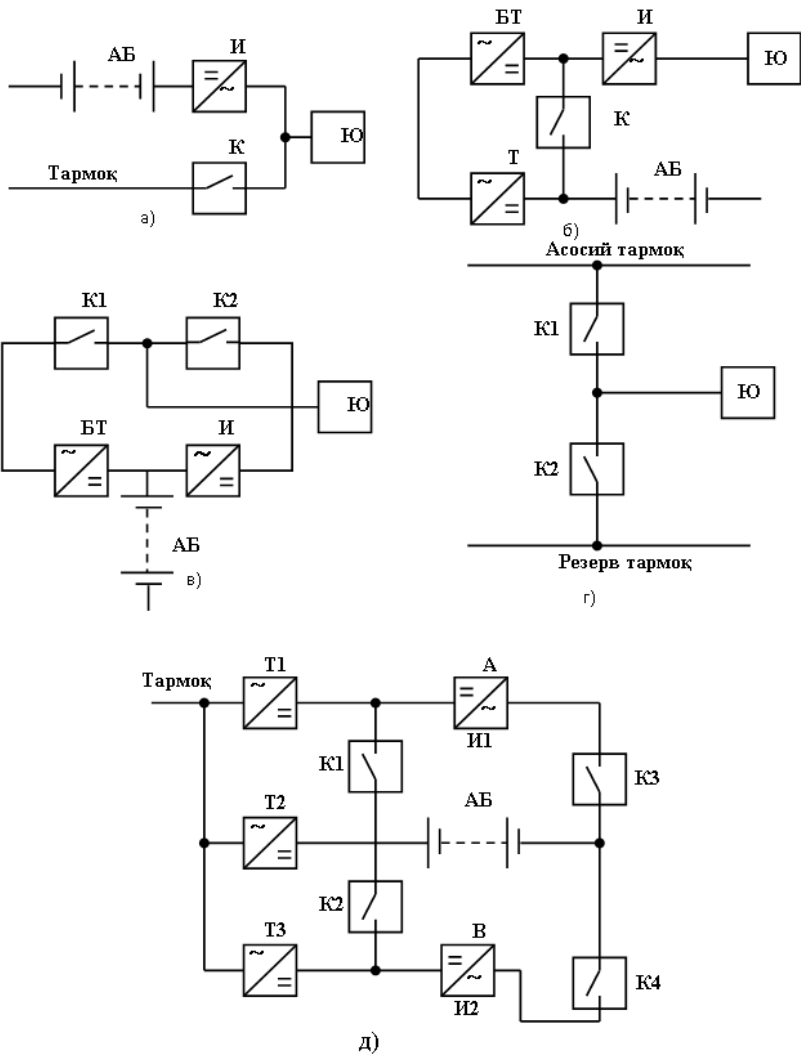 АБ
И
К
Ю
Тармоқ
а)
БТ
И
Ю
К
Т
АБ
б)
К1
К2
Ю
БТ
И
АБ
в)
Асосий тармоқ
К1
Ю
К2
Резерв тармоқ
г)
Тармоқ
Т1
А
И1
К1
К3
Т2
АБ
К2
Т3
В
И2
К4
д)